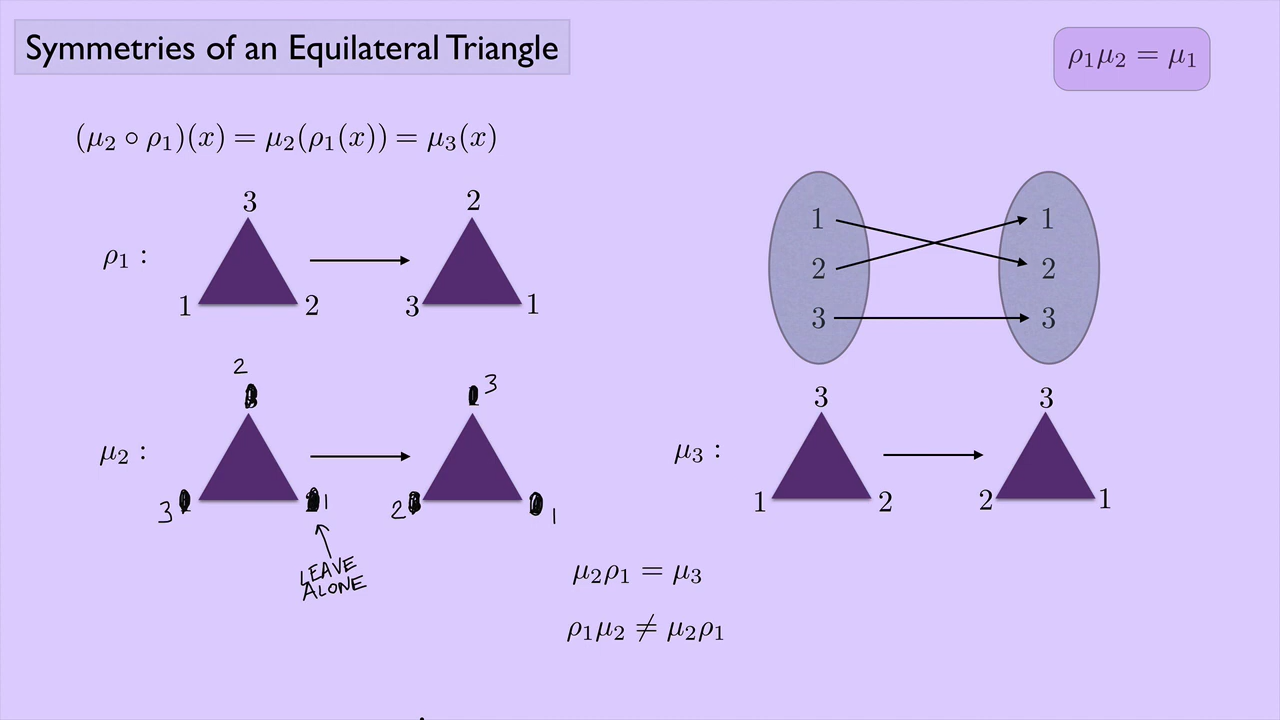 Symmetries of an Equilateral Triangle
ρ₁μ₂ = μ₁
(μ₂ ∘ ρ₁)(x) = μ₂(ρ₁(x)) = μ₃(x)
3 2
ρ₁ :
1 2 3 1
1 1
2 2
3 3
2 3
μ₂ :
3 1 2 1
LEAVE
ALONE
3 3
μ₃ :
1 2 2 1
μ₂ρ₁ = μ₃
ρ₁μ₂ ≠ μ₂ρ₁